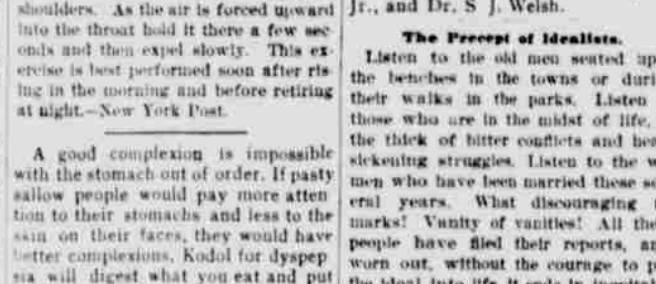 shoulders. As the air is forced upward
into the throat hold it there a few sec
onds and then expel slowly. This ex-
ercise is best performed soon after ris
ing in the morning and before retiring
at night.—New York Post.
A good complexion is impossible
with the stomach out of order. If pasty
sallow people would pay more atten
tion to their stomachs and less to the
skin on their faces, they would have
better complexions. Kodol for dyspep
sia will digest what you eat and put
Jr., and Dr. S J. Welsh.
The Precept of Idealists.
Listen to the old men seated up
the benches in the towns or duri
their walks in the parks. Listen
those who are in the midst of life,
the thick of bitter conflicts and hea
sickening struggles. Listen to the w
men who have been married these se
eral years. What discouraging
marks! Vanity of vanities! All the
people have filed their reports, an
worn out, without the courage to p
the ideal into life, it ends in